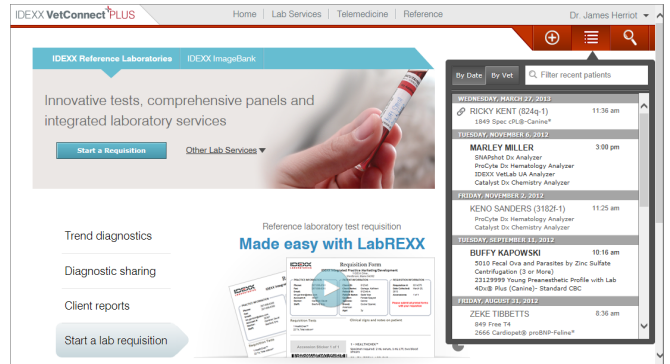 IDEXX VetConnect PLUS
Home Lab Services Telemedicine Reference
Dr. James Herriot
IDEXX Reference Laboratories IDEXX ImageBank
Innovative tests, comprehensive panels and
integrated laboratory services
Start a Requisition Other Lab Services
Trend diagnostics
Diagnostic sharing
Client reports
Start a lab requisition
Reference laboratory test requisition
Made easy with LabREXX
Requisition Form
By Date By Vet Filter recent patients
WEDNESDAY, MARCH 27, 2013
RICKY KENT (824q-1) 11:36 am
1849 Spec cPL®-Canine*
TUESDAY, NOVEMBER 6, 2012
MARLEY MILLER 3:00 pm
SNAPshot Dx Analyzer
ProCyte Dx Hematology Analyzer
IDEXX VetLab UA Analyzer
Catalyst Dx Chemistry Analyzer
FRIDAY, NOVEMBER 2, 2012
KENO SANDERS (3182f-1) 11:25 am
ProCyte Dx Hematology Analyzer
Catalyst Dx Chemistry Analyzer
TUESDAY, SEPTEMBER 11, 2012
BUFFY KAPOWSKI 10:16 am
5010 Fecal Ova and Parasites by Zinc Sulfate
Centrifugation (3 or More)
23129999 Young Preanesthetic Profile with Lab
4Dx® Plus (Canine)- Standard CBC
FRIDAY, AUGUST 31, 2012
ZEKE TIBBETTS 8:36 am
849 Free T4
2666 Cardiopet® proBNP-Feline*